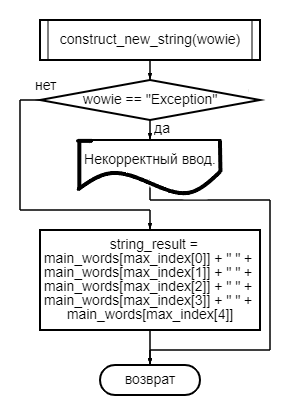 construct_new_string(wowie)
нет
wowie == "Exception"
да
Некорректный ввод.
string_result =
main_words[max_index[0]] + " " +
main_words[max_index[1]] + " " +
main_words[max_index[2]] + " " +
main_words[max_index[3]] + " " +
main_words[max_index[4]]
возврат